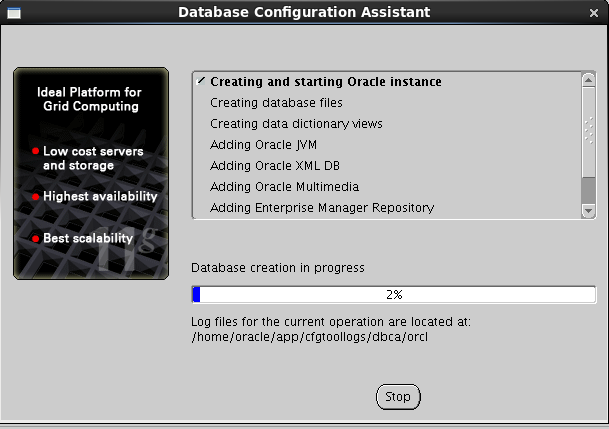 Database Configuration Assistant
Ideal Platform for
Grid Computing
Low cost servers
and storage
Highest availability
Best scalability
11g
Creating and starting Oracle instance
Creating database files
Creating data dictionary views
Adding Oracle JVM
Adding Oracle XML DB
Adding Oracle Multimedia
Adding Enterprise Manager Repository
Database creation in progress
2%
Log files for the current operation are located at:
/home/oracle/app/cfgtoollogs/dbca/orcl
Stop